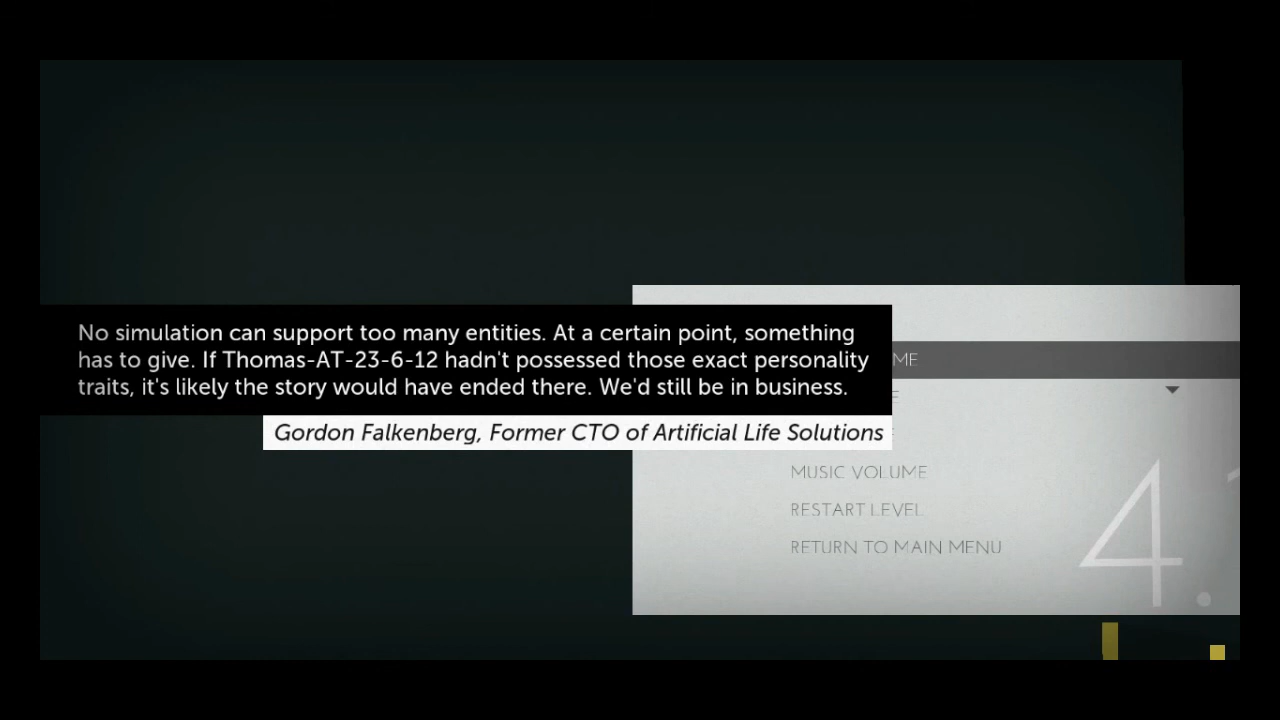 No simulation can support too many entities. At a certain point, something
has to give. If Thomas-AT-23-6-12 hadn't possessed those exact personality
traits, it's likely the story would have ended there. We'd still be in business.
Gordon Falkenberg, Former CTO of Artificial Life Solutions
ME
E
MUSIC VOLUME
RESTART LEVEL
RETURN TO MAIN MENU
4.